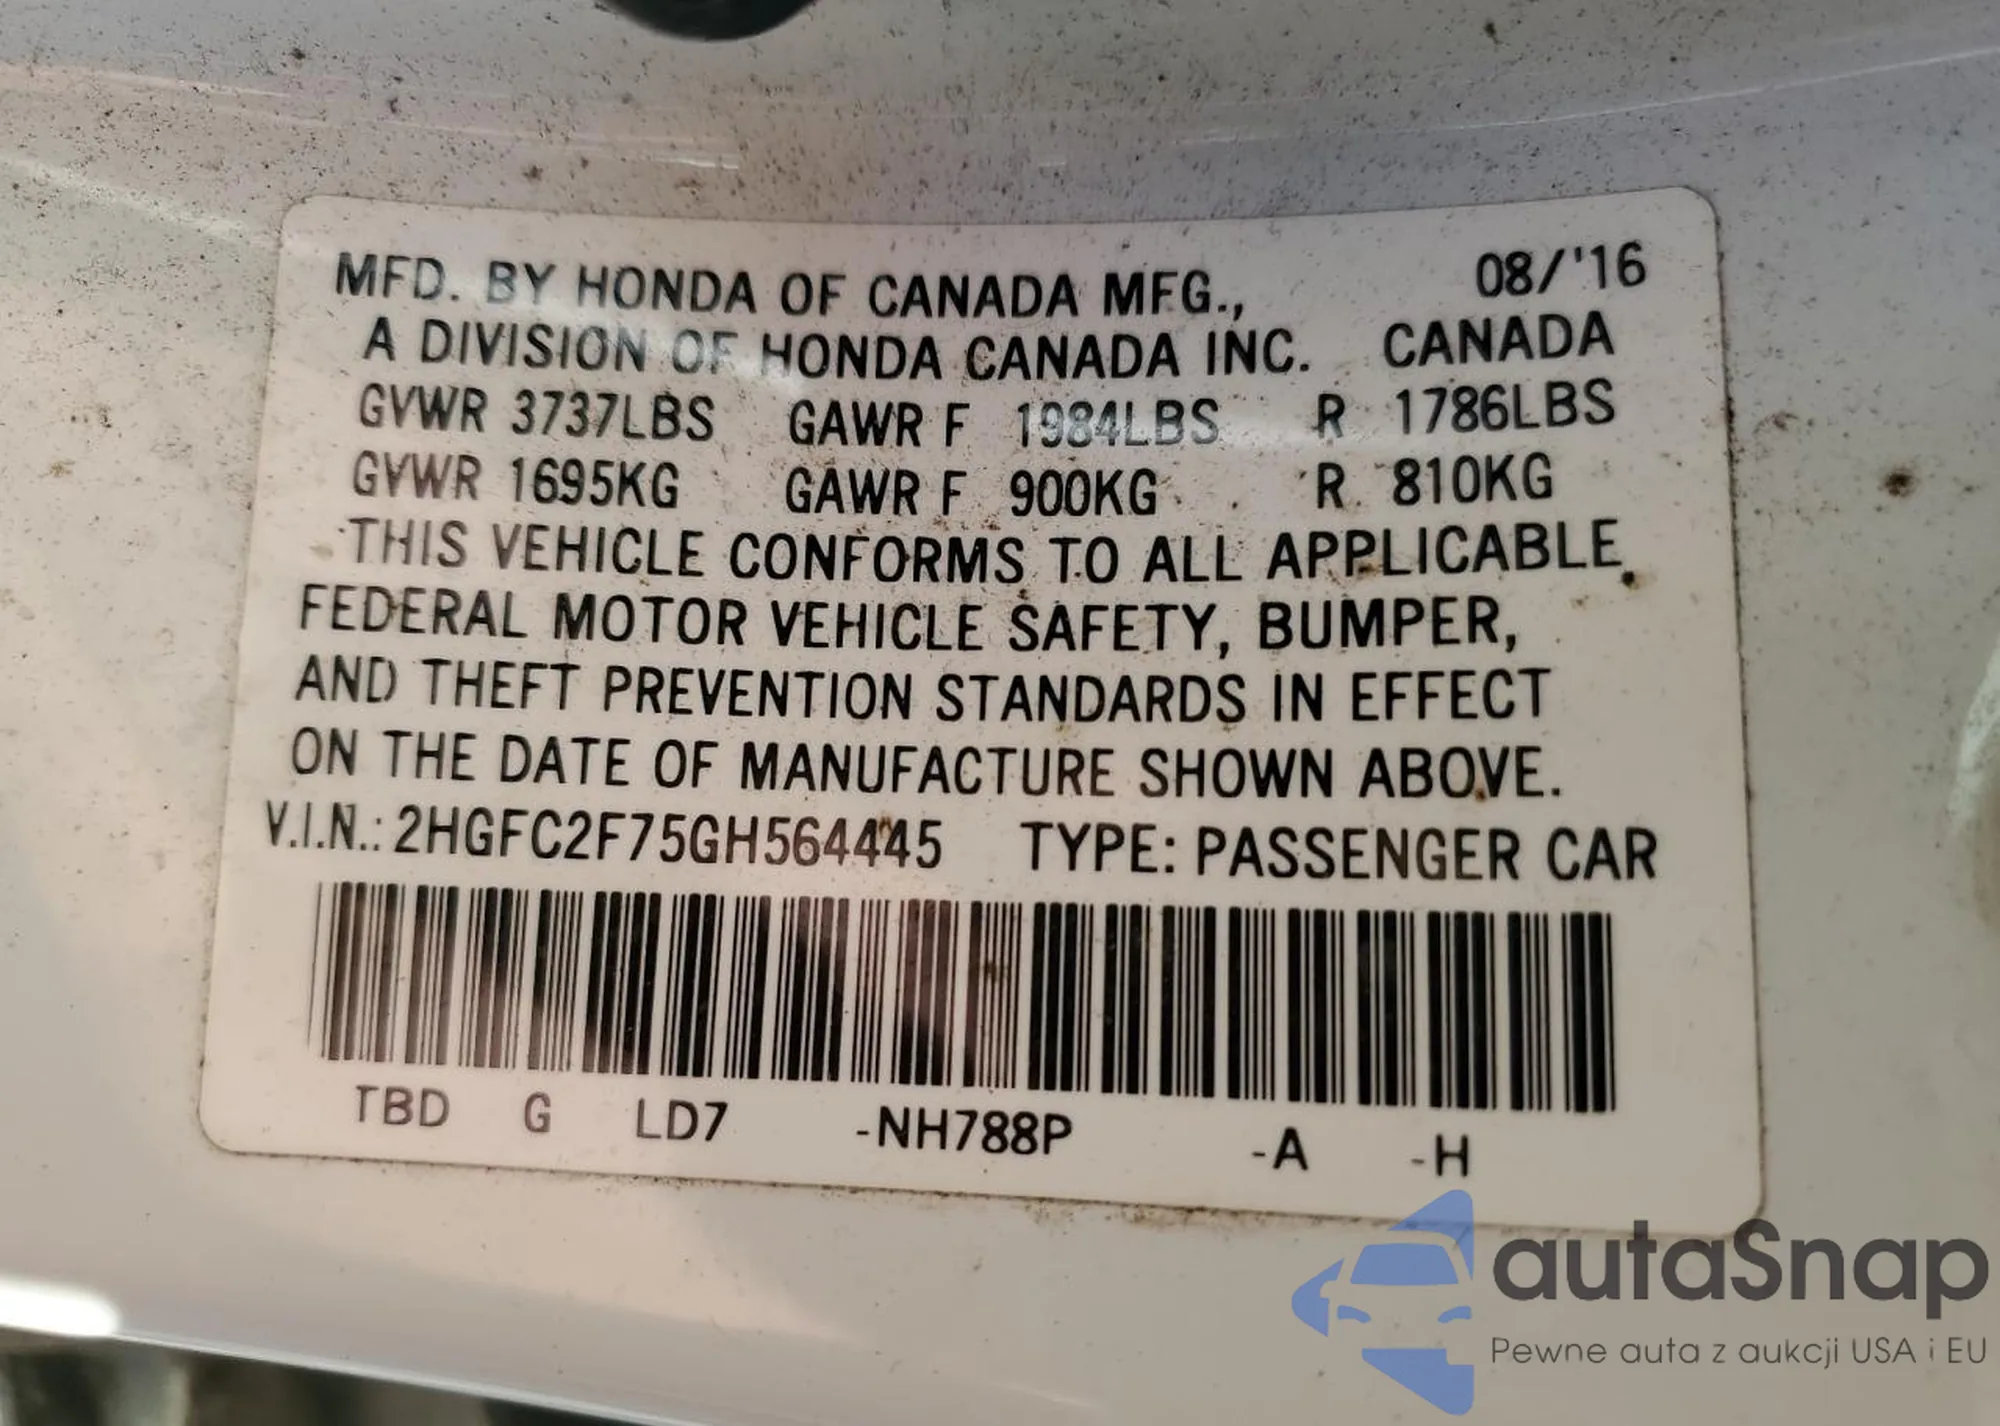 08/'16
MFD. BY HONDA OF CANADA MFG.,
A DIVISION OF HONDA CANADA INC. CANADA
GVWR 3737LBS GAWR F 1984LBS R 1786LBS
GVWR 1695KG GAWR F 900KG R 810KG
THIS VEHICLE CONFORMS TO ALL APPLICABLE
FEDERAL MOTOR VEHICLE SAFETY, BUMPER,
AND THEFT PREVENTION STANDARDS IN EFFECT
ON THE DATE OF MANUFACTURE SHOWN ABOVE.
V.I.N.: 2HGFC2F75GH564445 TYPE: PASSENGER CAR
TBD G LD7 -NH788P -A -H
autaSnap
Pewne auta z aukcji USA i EU